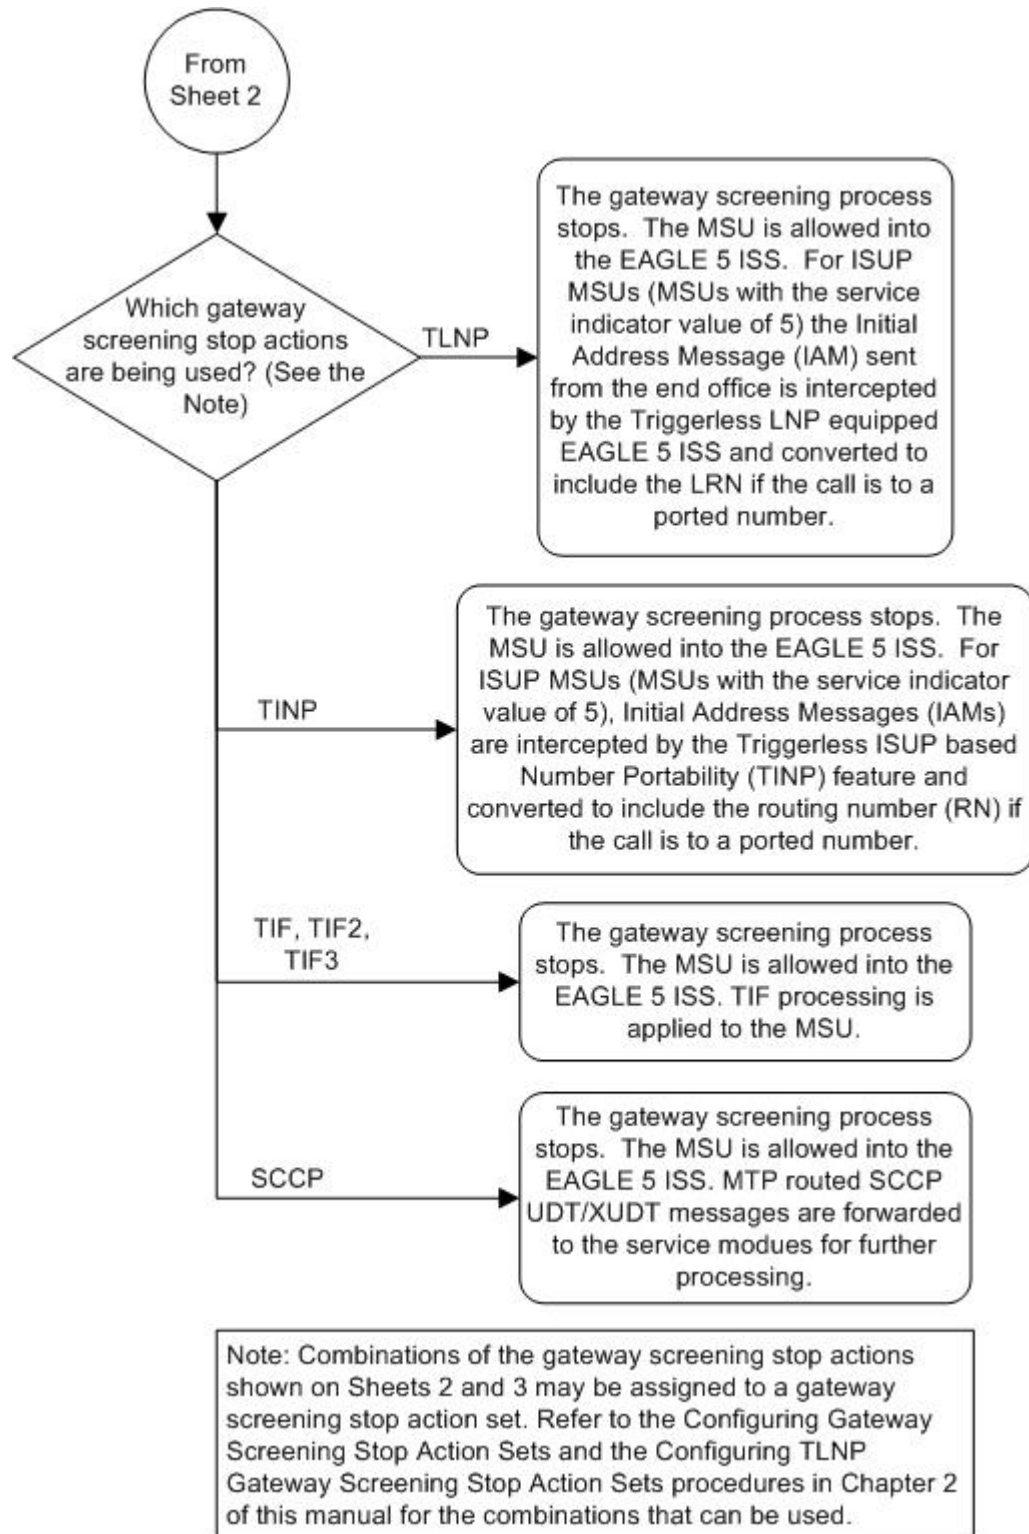 From
Sheet 2
Which gateway
screening stop actions
are being used? (See the
Note)
TLNP
The gateway screening process
stops.  The MSU is allowed into
the EAGLE 5 ISS.  For ISUP
MSUs (MSUs with the service
indicator value of 5) the Initial
Address Message (IAM) sent
from the end office is intercepted
by the Triggerless LNP equipped
EAGLE 5 ISS and converted to
include the LRN if the call is to a
ported number.
TINP
The gateway screening process stops.  The
MSU is allowed into the EAGLE 5 ISS.  For
ISUP MSUs (MSUs with the service indicator
value of 5), Initial Address Messages (IAMs)
are intercepted by the Triggerless ISUP based
Number Portability (TINP) feature and
converted to include the routing number (RN) if
the call is to a ported number.
TIF, TIF2,
TIF3
The gateway screening process
stops.  The MSU is allowed into the
EAGLE 5 ISS. TIF processing is
applied to the MSU.
SCCP
The gateway screening process
stops.  The MSU is allowed into the
EAGLE 5 ISS. MTP routed SCCP
UDT/XUDT messages are forwarded
to the service modues for further
processing.
Note: Combinations of the gateway screening stop actions
shown on Sheets 2 and 3 may be assigned to a gateway
screening stop action set. Refer to the Configuring Gateway
Screening Stop Action Sets and the Configuring TLNP
Gateway Screening Stop Action Sets procedures in Chapter 2
of this manual for the combinations that can be used.